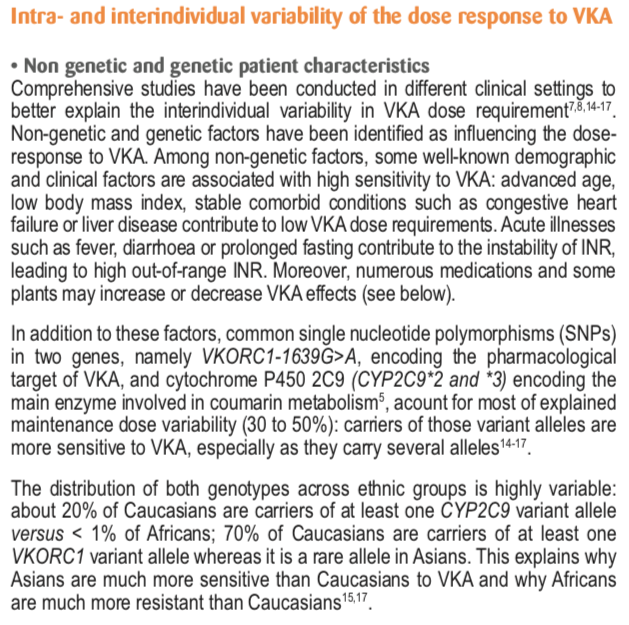 Intra- and interindividual variability of the dose response to VKA
• Non genetic and genetic patient characteristics
Comprehensive studies have been conducted in different clinical settings to
better explain the interindividual variability in VKA dose requirement7,8,14-17.
Non-genetic and genetic factors have been identified as influencing the dose-
response to VKA. Among non-genetic factors, some well-known demographic
and clinical factors are associated with high sensitivity to VKA: advanced age,
low body mass index, stable comorbid conditions such as congestive heart
failure or liver disease contribute to low VKA dose requirements. Acute illnesses
such as fever, diarrhoea or prolonged fasting contribute to the instability of INR,
leading to high out-of-range INR. Moreover, numerous medications and some
plants may increase or decrease VKA effects (see below).
In addition to these factors, common single nucleotide polymorphisms (SNPs)
in two genes, namely VKORC1-1639G>A, encoding the pharmacological
target of VKA, and cytochrome P450 2C9 (CYP2C9*2 and *3) encoding the
main enzyme involved in coumarin metabolism5, acount for most of explained
maintenance dose variability (30 to 50%): carriers of those variant alleles are
more sensitive to VKA, especially as they carry several alleles14-17.
The distribution of both genotypes across ethnic groups is highly variable:
about 20% of Caucasians are carriers of at least one CYP2C9 variant allele
versus < 1% of Africans; 70% of Caucasians are carriers of at least one
VKORC1 variant allele whereas it is a rare allele in Asians. This explains why
Asians are much more sensitive than Caucasians to VKA and why Africans
are much more resistant than Caucasians15,17.